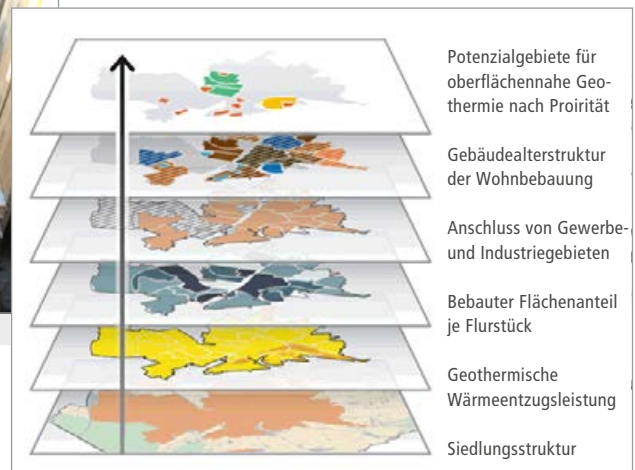 Potenzialgebiete für
oberflächennahe Geo-
thermie nach Proirität
Gebäudealterstruktur
der Wohnbebauung
Anschluss von Gewerbe-
und Industriegebieten
Bebauter Flächenanteil
je Flurstück
Geothermische
Wärmeentzugsleistung
Siedlungsstruktur